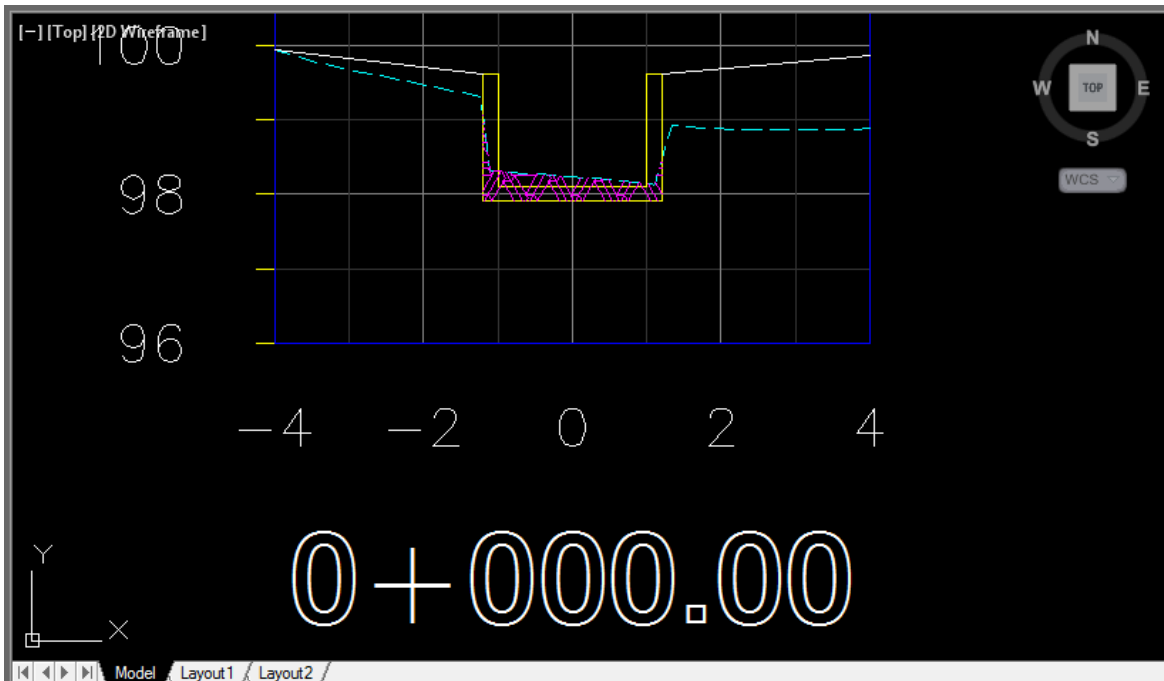 [−] [Top] [2D Wireframe]
100
98
96
−4 −2 0 2 4
0+000.00
N
W TOP E
S
WCS
Y
X
Model Layout1 Layout2